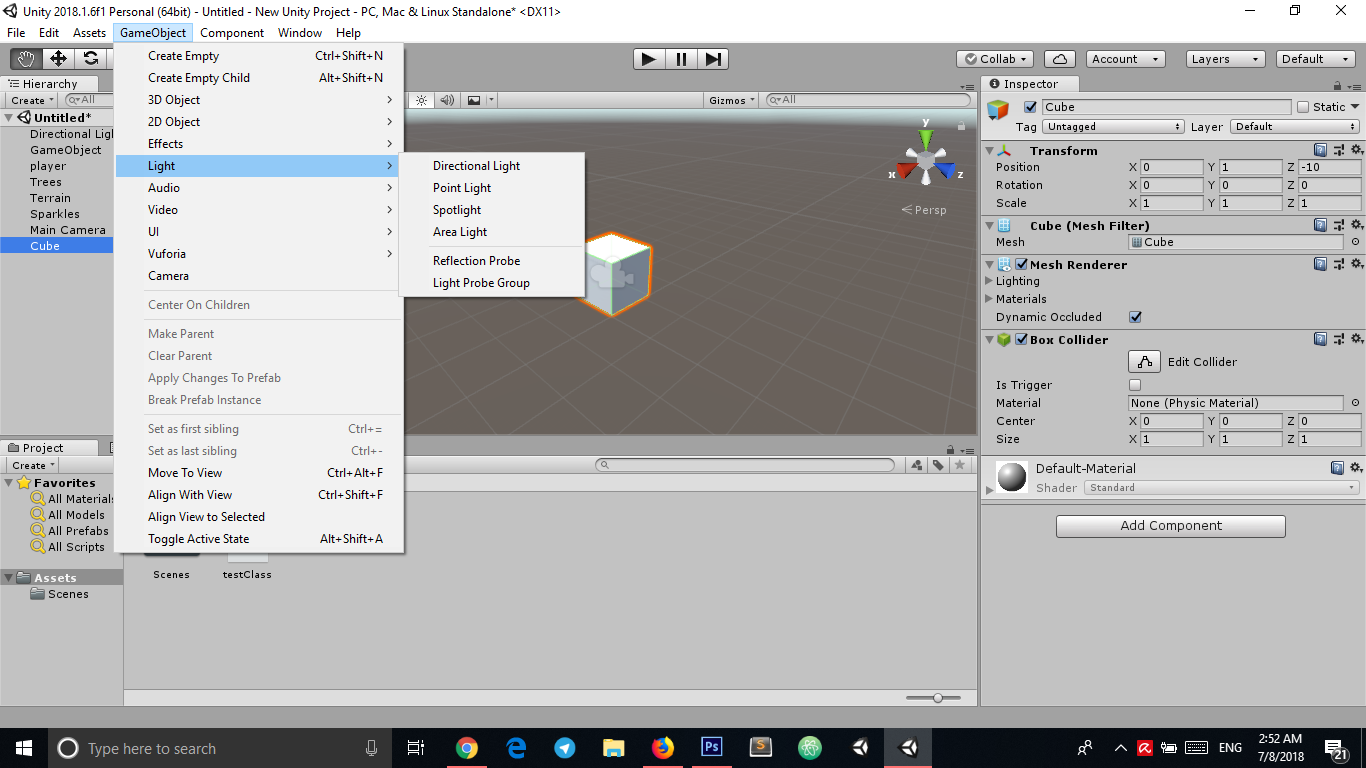 Unity 2018.1.6f1 Personal (64bit) - Untitled - New Unity Project - PC, Mac & Linux Standalone* <DX11>
File Edit Assets GameObject Component Window Help
Collab Account Layers Default
Hierarchy
Create All
Untitled*
Directional Ligh
GameObject
player
Trees
Terrain
Sparkles
Main Camera
Cube
Create Empty Ctrl+Shift+N
Create Empty Child Alt+Shift+N
3D Object
2D Object
Effects
Light
Audio
Video
UI
Vuforia
Camera
Center On Children
Make Parent
Clear Parent
Apply Changes To Prefab
Break Prefab Instance
Set as first sibling Ctrl+=
Set as last sibling Ctrl+-
Move To View Ctrl+Alt+F
Align With View Ctrl+Shift+F
Align View to Selected
Toggle Active State Alt+Shift+A
Directional Light
Point Light
Spotlight
Area Light
Reflection Probe
Light Probe Group
Gizmos All
y
x z
Persp
Inspector
Cube Static
Tag Untagged Layer Default
Transform
Position X 0 Y 1 Z -10
Rotation X 0 Y 0 Z 0
Scale X 1 Y 1 Z 1
Cube (Mesh Filter)
Mesh Cube
Mesh Renderer
Lighting
Materials
Dynamic Occluded
Box Collider
Edit Collider
Is Trigger
Material None (Physic Material)
Center X 0 Y 0 Z 0
Size X 1 Y 1 Z 1
Default-Material
Shader Standard
Add Component
Project
Create
Favorites
All Materials
All Models
All Prefabs
All Scripts
Assets
Scenes
Scenes testClass
Type here to search
Ps
S
ENG
2:52 AM
7/8/2018
21